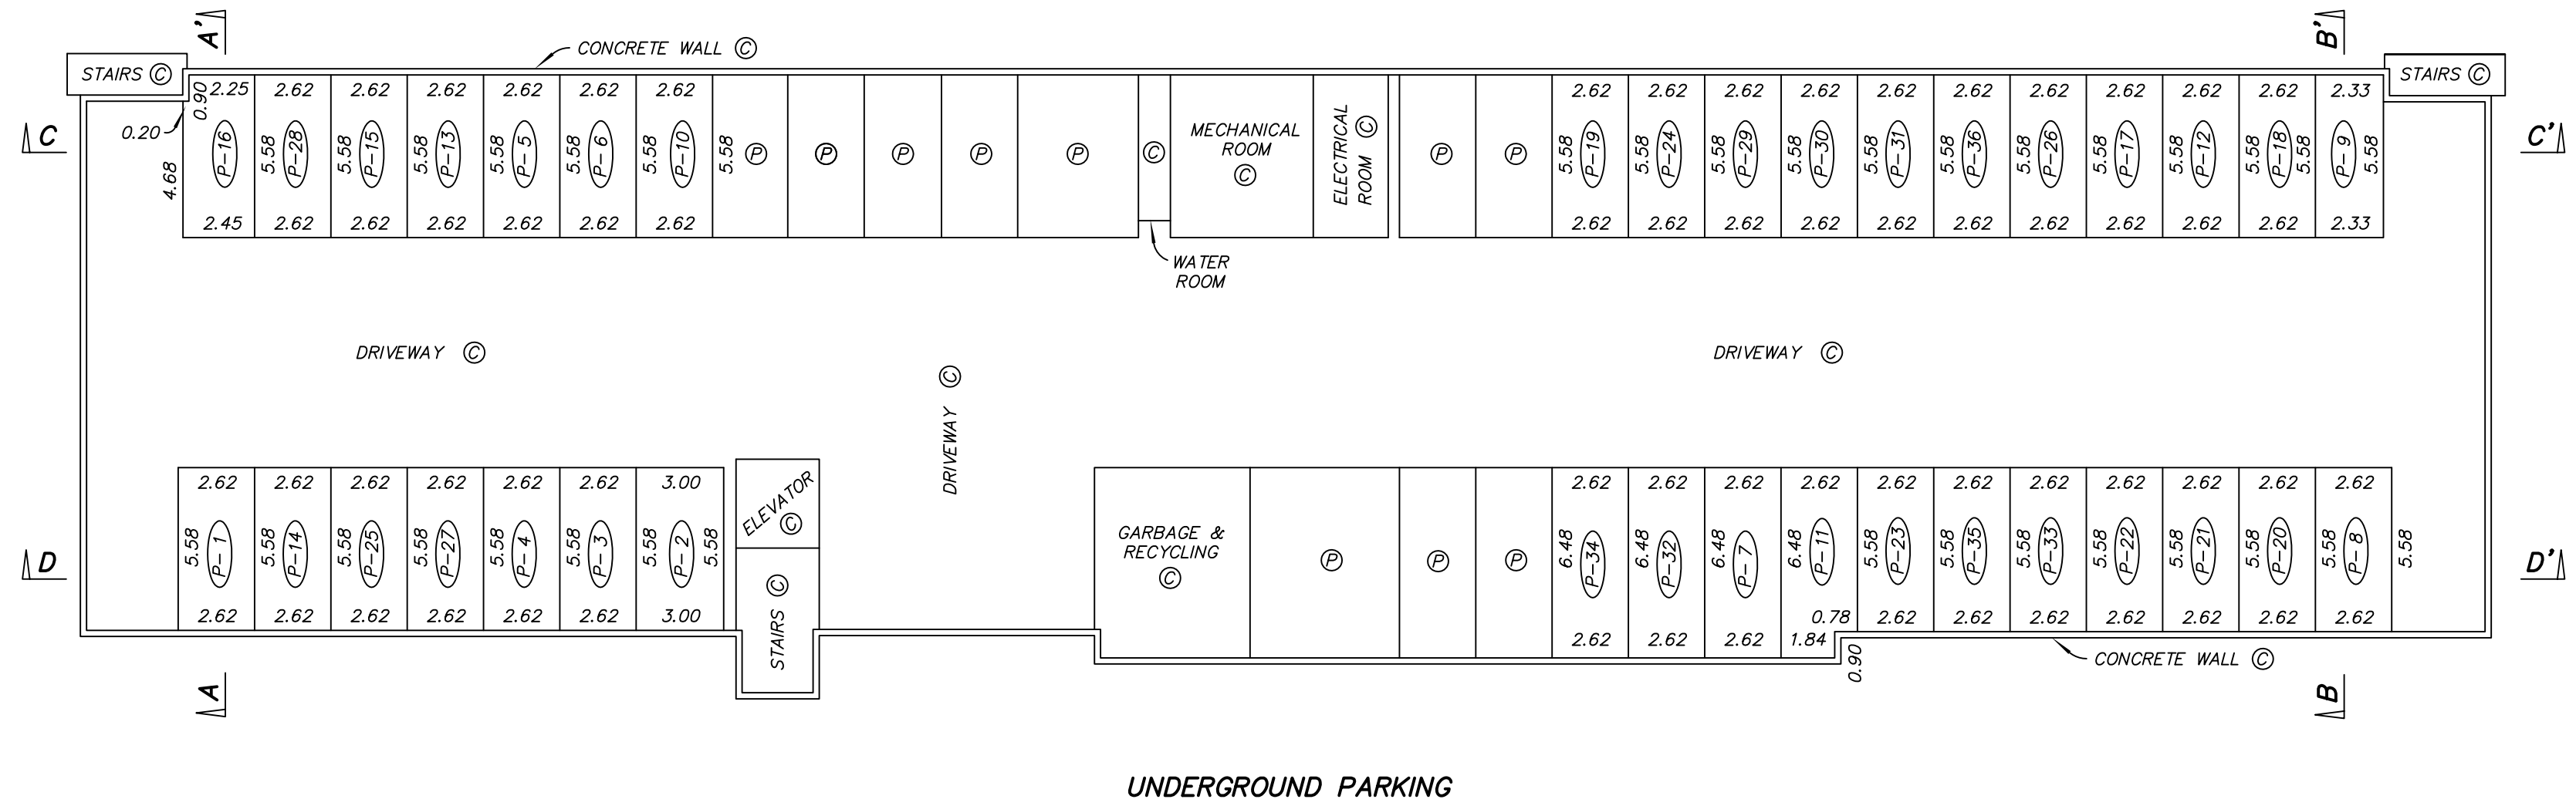 A' B'
CONCRETE WALL Ⓒ
STAIRS Ⓒ STAIRS Ⓒ
0.90 2.25 2.62 2.62 2.62 2.62 2.62 2.62 2.62 2.62 2.62 2.62 2.62 2.62 2.62 2.62 2.62 2.62 2.33
C 0.20 C'
4.68 P-16 5.58 P-28 5.58 P-15 5.58 P-13 5.58 P-5 5.58 P-6 5.58 P-10 5.58 Ⓟ Ⓟ Ⓟ Ⓟ Ⓟ Ⓒ
MECHANICAL
ROOM
Ⓒ
ELECTRICAL
ROOM Ⓒ
Ⓟ Ⓟ 5.58 P-19 5.58 P-24 5.58 P-29 5.58 P-30 5.58 P-31 5.58 P-36 5.58 P-26 5.58 P-17 5.58 P-12 5.58 P-18 5.58 P-9 5.58
2.45 2.62 2.62 2.62 2.62 2.62 2.62 2.62 2.62 2.62 2.62 2.62 2.62 2.62 2.62 2.62 2.62 2.33
WATER
ROOM
DRIVEWAY Ⓒ
DRIVEWAY Ⓒ
DRIVEWAY Ⓒ
2.62 2.62 2.62 2.62 2.62 2.62 3.00 2.62 2.62 2.62 2.62 2.62 2.62 2.62 2.62 2.62 2.62 2.62
D D'
5.58 P-1 5.58 P-14 5.58 P-25 5.58 P-27 5.58 P-4 5.58 P-3 5.58 P-2 5.58
ELEVATOR
Ⓒ
STAIRS Ⓒ
GARBAGE &
RECYCLING
Ⓒ
Ⓟ Ⓟ Ⓟ 6.48 P-34 6.48 P-32 6.48 P-7 6.48 P-11 5.58 P-23 5.58 P-35 5.58 P-33 5.58 P-22 5.58 P-21 5.58 P-20 5.58 P-8 5.58
2.62 2.62 2.62 2.62 2.62 2.62 3.00 0.78 2.62 2.62 2.62 2.62 2.62 2.62 2.62
2.62 2.62 2.62 1.84
0.90
CONCRETE WALL Ⓒ
A B
UNDERGROUND PARKING